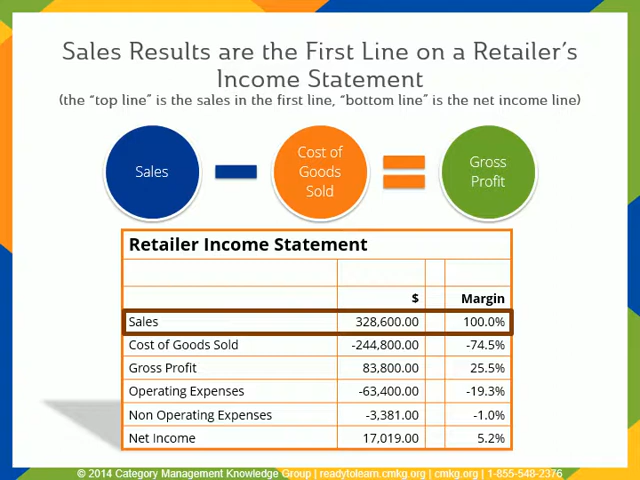 Sales Results are the First Line on a Retailer's
Income Statement
(the “top line” is the sales in the first line, “bottom line” is the net income line)
Sales
Cost of
Goods
Sold
Gross
Profit
Retailer Income Statement
$ Margin
Sales 328,600.00 100.0%
Cost of Goods Sold -244,800.00 -74.5%
Gross Profit 83,800.00 25.5%
Operating Expenses -63,400.00 -19.3%
Non Operating Expenses -3,381.00 -1.0%
Net Income 17,019.00 5.2%
© 2014 Category Management Knowledge Group | readytolearn.cmkg.org | cmkg.org | 1-855-548-2376